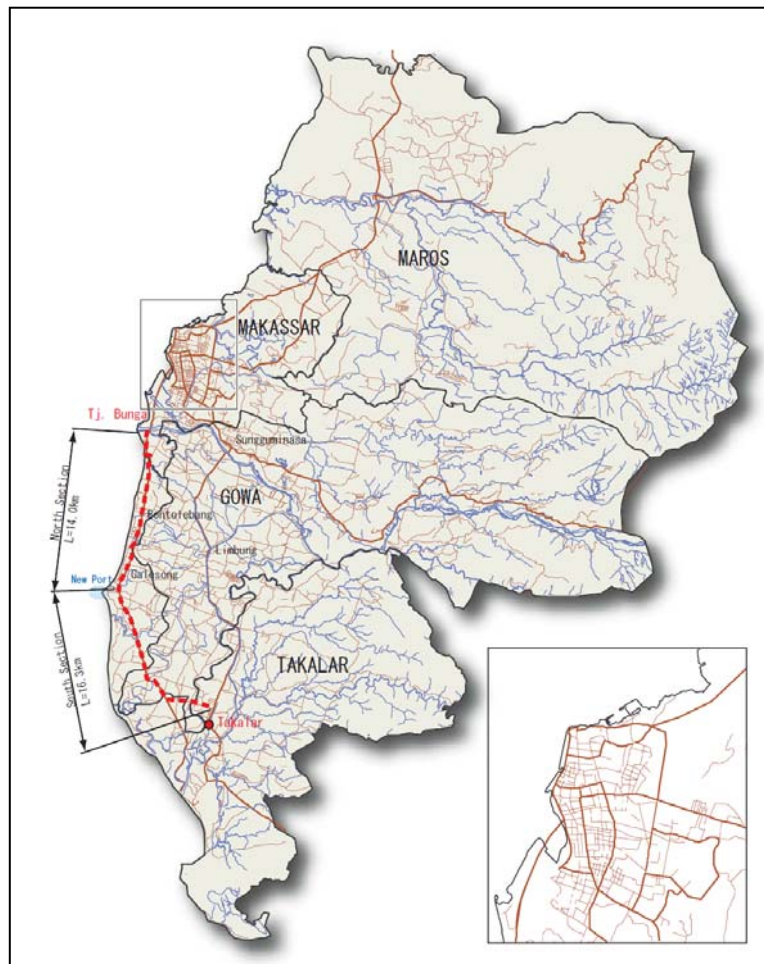 MAROS
MAKASSAR
Tj. Bunga
Sungguminasa
North Section
L=14.0km
GOWA
Bontofebang
Limbung
Galesong
New Port
South Section
L=16.3km
TAKALAR
Takalar